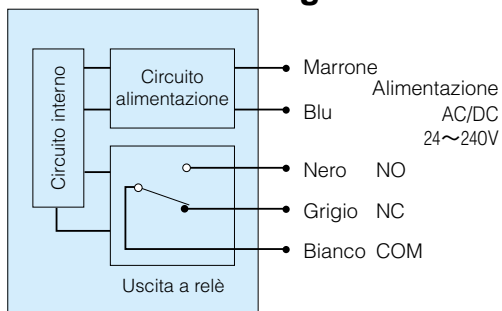 Circuito interno
Circuito
alimentazione
Marrone
Alimentazione
Blu
AC/DC
24～240V
Nero NO
Grigio NC
Bianco COM
Uscita a relè